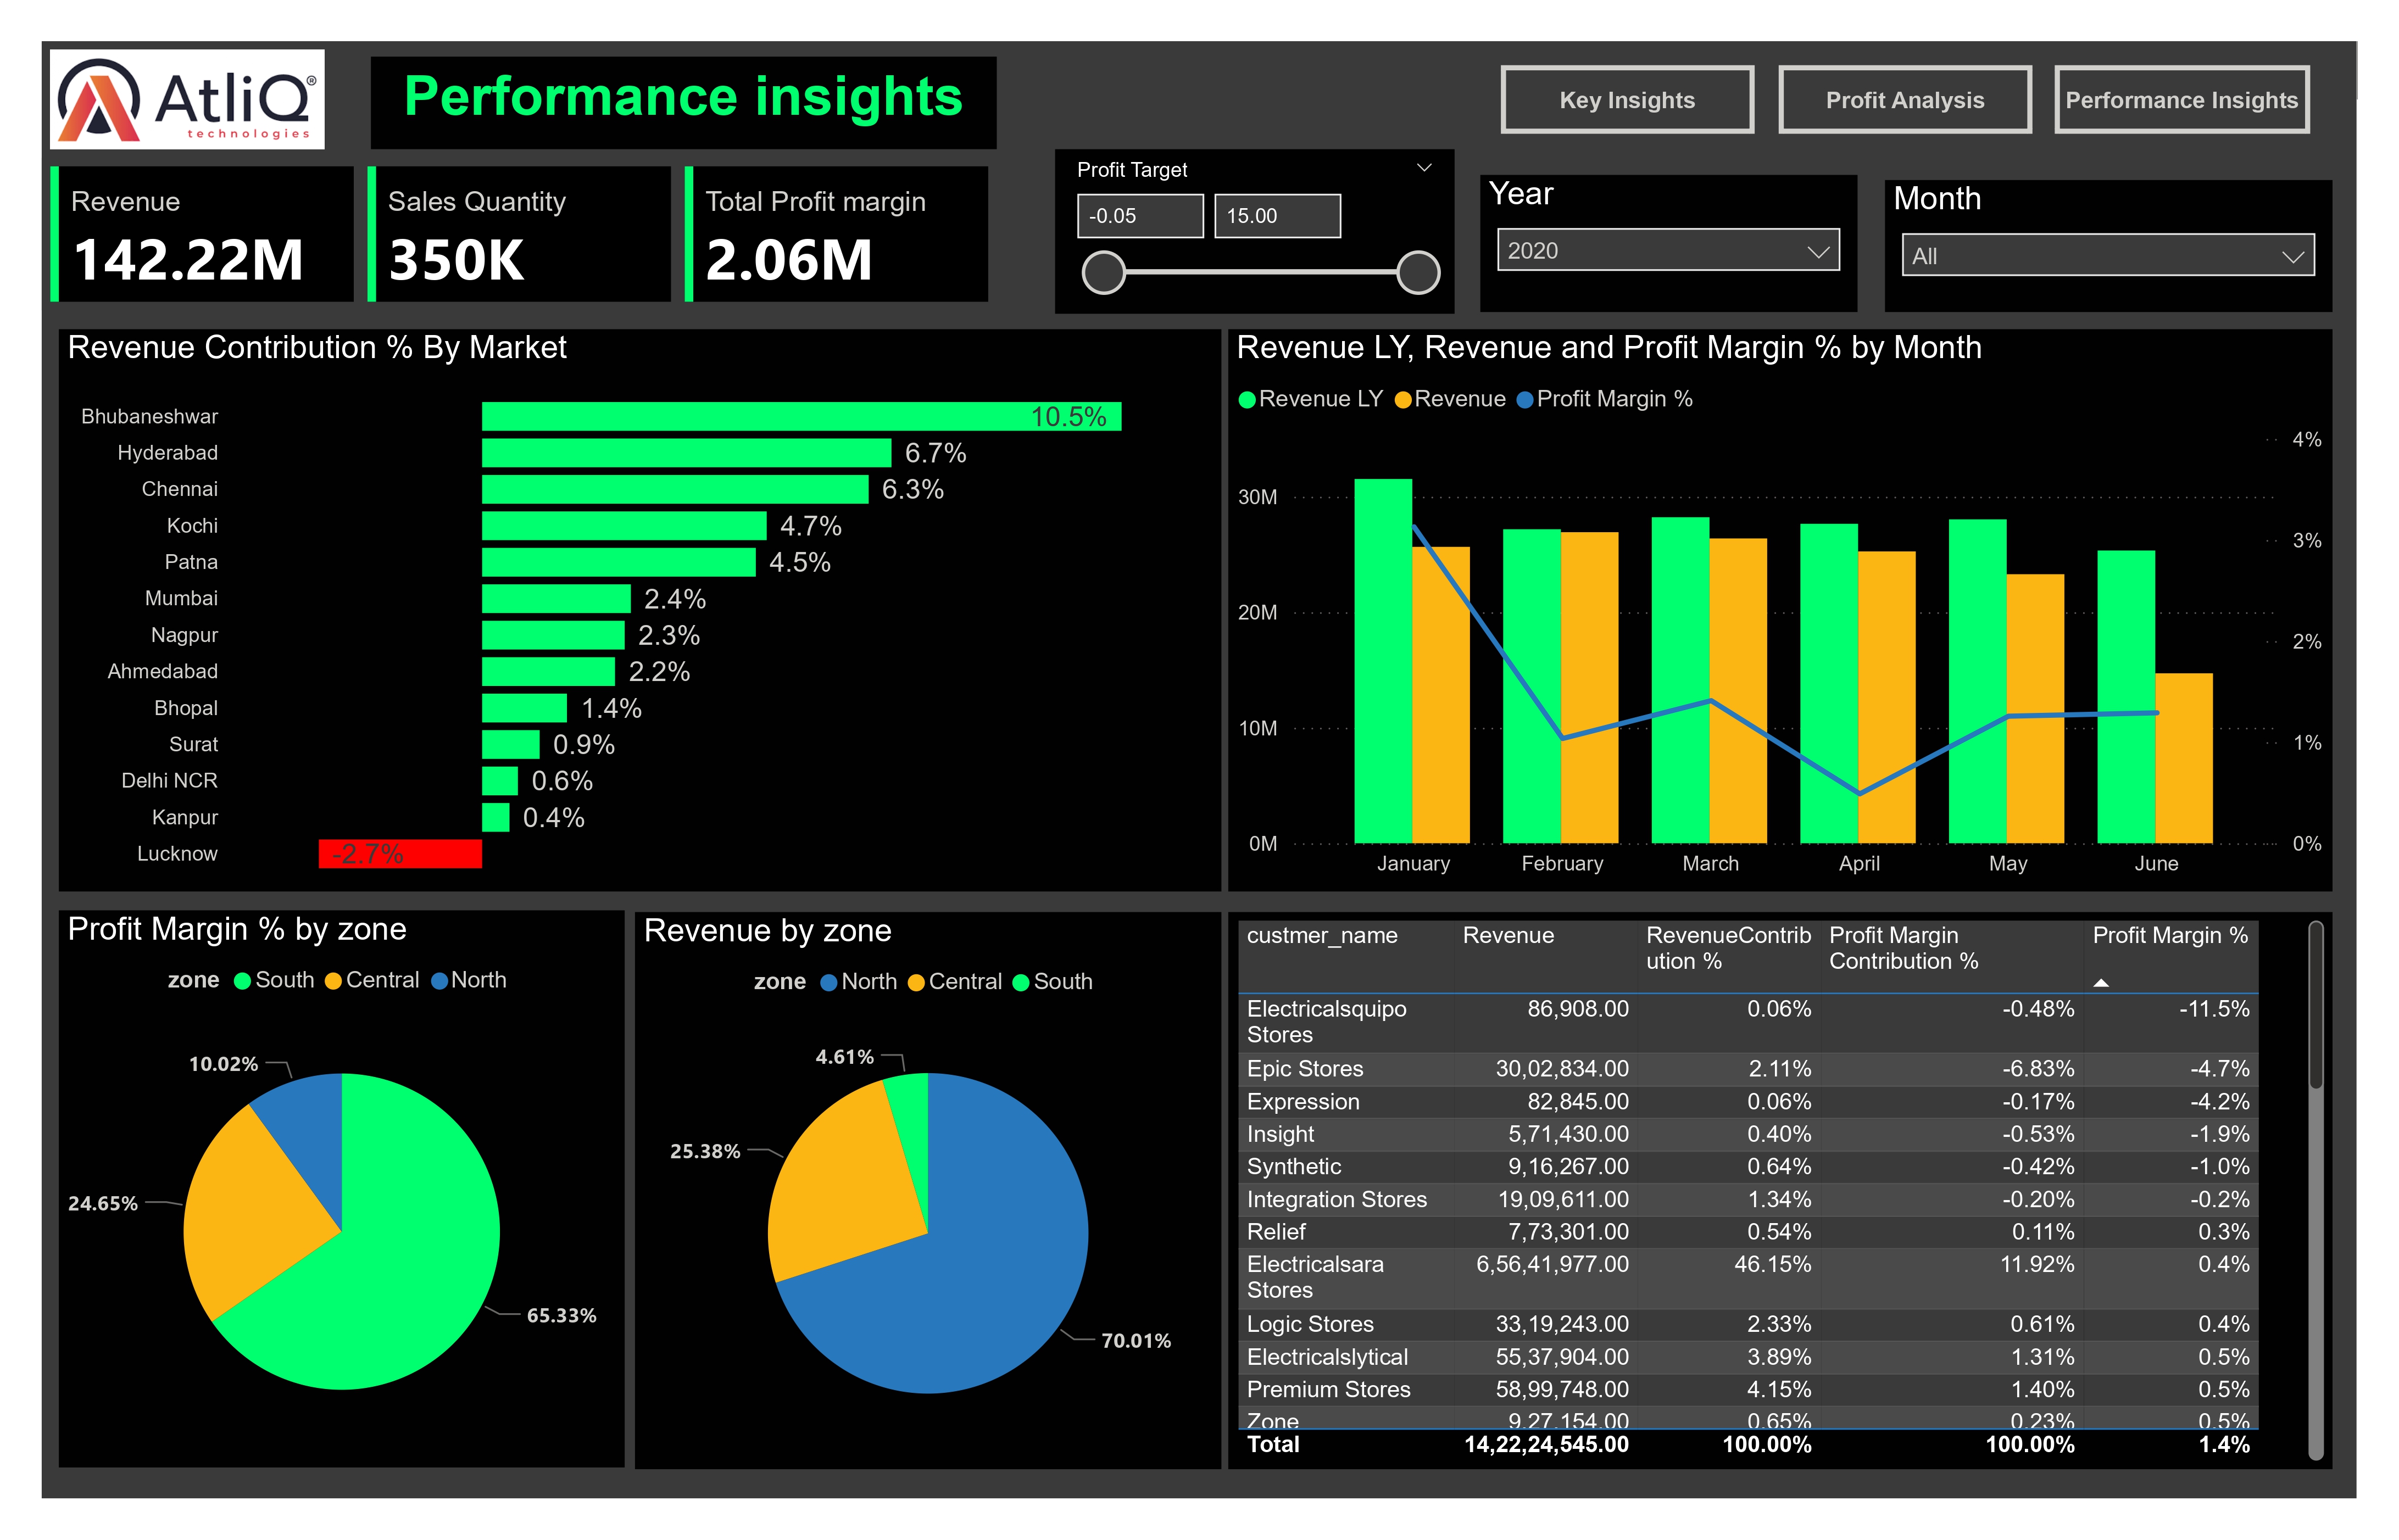 AtliQ®
technologies
Performance insights
Key Insights
Profit Analysis
Performance Insights
Revenue
142.22M
Sales Quantity
350K
Total Profit margin
2.06M
Profit Target
-0.05 15.00
Year
2020
Month
All
Revenue Contribution % By Market
Bhubaneshwar 10.5%
Hyderabad 6.7%
Chennai 6.3%
Kochi 4.7%
Patna 4.5%
Mumbai 2.4%
Nagpur 2.3%
Ahmedabad 2.2%
Bhopal 1.4%
Surat 0.9%
Delhi NCR 0.6%
Kanpur 0.4%
Lucknow -2.7%
Revenue LY, Revenue and Profit Margin % by Month
Revenue LY Revenue Profit Margin %
4%
30M
3%
20M
2%
10M
1%
0M 0%
January February March April May June
Profit Margin % by zone
zone South Central North
10.02%
24.65%
65.33%
Revenue by zone
zone North Central South
4.61%
25.38%
70.01%
custmer_name Revenue RevenueContrib Profit Margin Profit Margin %
ution % Contribution %
Electricalsquipo 86,908.00 0.06% -0.48% -11.5%
Stores
Epic Stores 30,02,834.00 2.11% -6.83% -4.7%
Expression 82,845.00 0.06% -0.17% -4.2%
Insight 5,71,430.00 0.40% -0.53% -1.9%
Synthetic 9,16,267.00 0.64% -0.42% -1.0%
Integration Stores 19,09,611.00 1.34% -0.20% -0.2%
Relief 7,73,301.00 0.54% 0.11% 0.3%
Electricalsara 6,56,41,977.00 46.15% 11.92% 0.4%
Stores
Logic Stores 33,19,243.00 2.33% 0.61% 0.4%
Electricalslytical 55,37,904.00 3.89% 1.31% 0.5%
Premium Stores 58,99,748.00 4.15% 1.40% 0.5%
Zone 9,27,154.00 0.65% 0.23% 0.5%
Total 14,22,24,545.00 100.00% 100.00% 1.4%